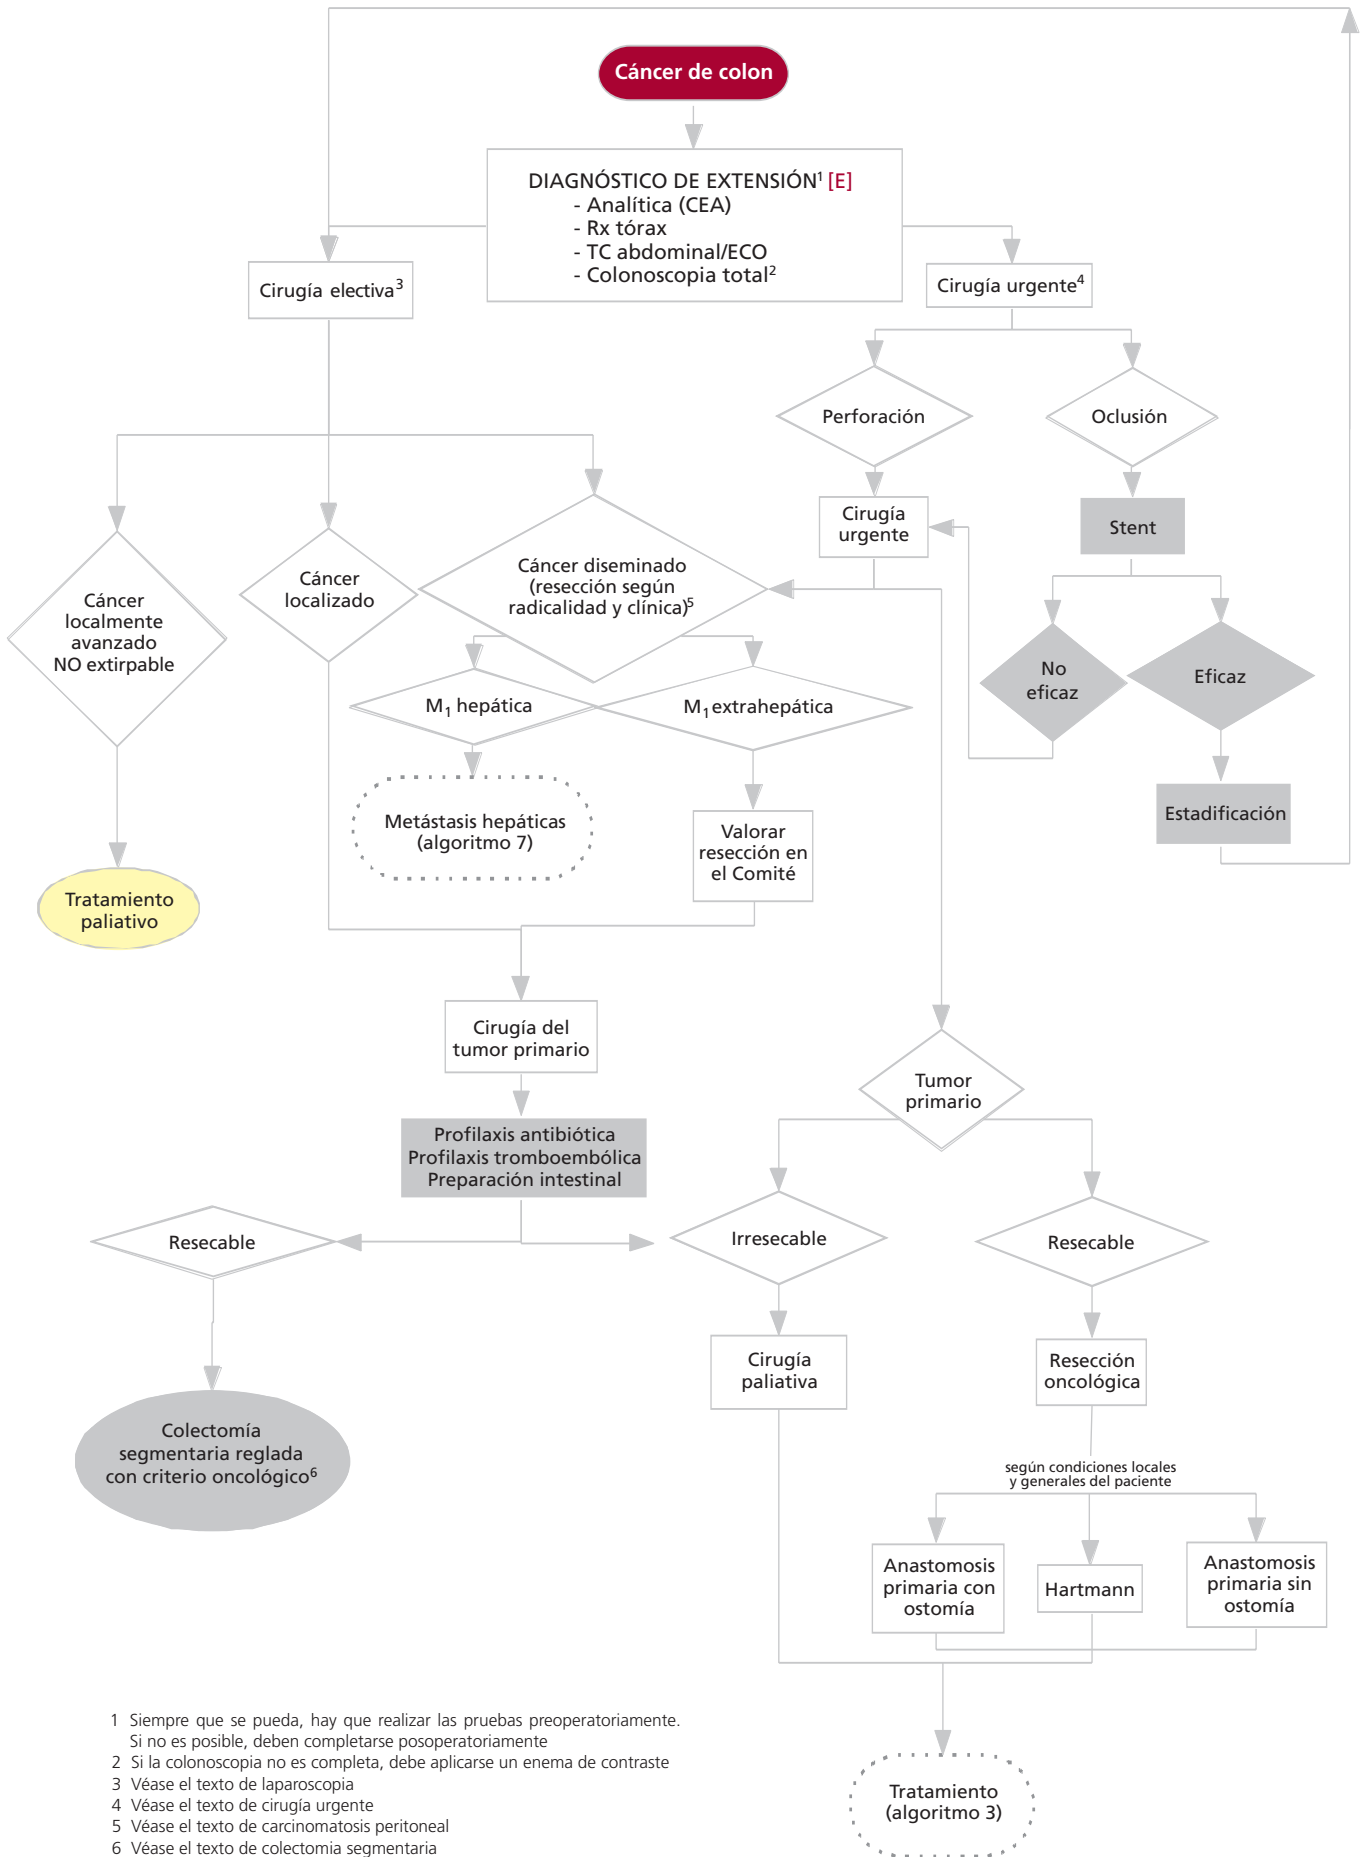 Cáncer de colon
DIAGNÓSTICO DE EXTENSIÓN¹ [E]
- Analítica (CEA)
- Rx tórax
- TC abdominal/ECO
- Colonoscopia total²
Cirugía electiva³
Cirugía urgente⁴
Perforación
Oclusión
Cirugía
urgente
Stent
Cáncer
localmente
avanzado
NO extirpable
Cáncer
localizado
Cáncer diseminado
(resección según
radicalidad y clínica)⁵
No
eficaz
Eficaz
M₁ hepática
M₁ extrahepática
Metástasis hepáticas
(algoritmo 7)
Valorar
resección en
el Comité
Estadificación
Tratamiento
paliativo
Cirugía del
tumor primario
Tumor
primario
Profilaxis antibiótica
Profilaxis tromboembólica
Preparación intestinal
Resecable
Irresecable
Resecable
Cirugía
paliativa
Resección
oncológica
Colectomía
segmentaria reglada
con criterio oncológico⁶
según condiciones locales
y generales del paciente
Anastomosis
primaria con
ostomía
Hartmann
Anastomosis
primaria sin
ostomía
Tratamiento
(algoritmo 3)
1 Siempre que se pueda, hay que realizar las pruebas preoperatoriamente.
Si no es posible, deben completarse posoperatoriamente
2 Si la colonoscopia no es completa, debe aplicarse un enema de contraste
3 Véase el texto de laparoscopia
4 Véase el texto de cirugía urgente
5 Véase el texto de carcinomatosis peritoneal
6 Véase el texto de colectomia segmentaria